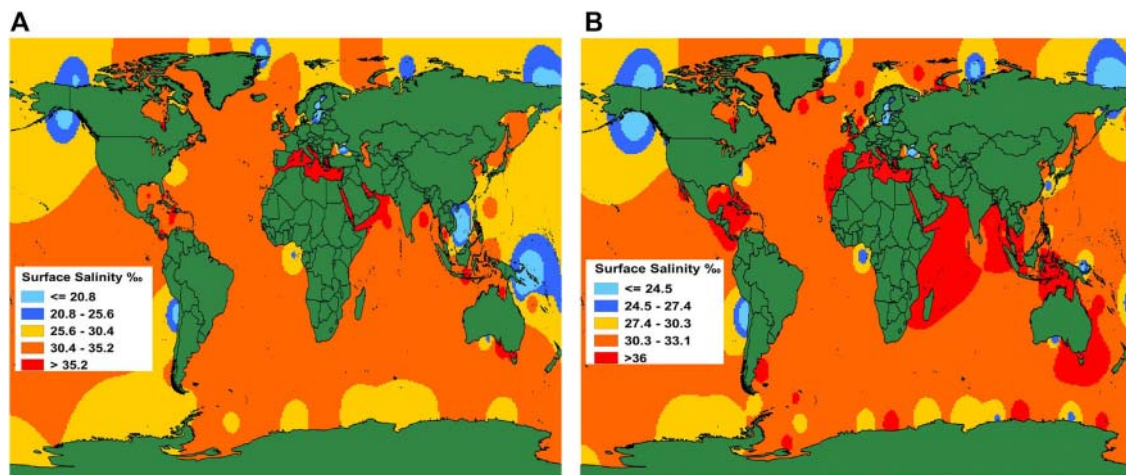 A
Surface Salinity ‰
<= 20.8
20.8 - 25.6
25.6 - 30.4
30.4 - 35.2
> 35.2
B
Surface Salinity ‰
<= 24.5
24.5 - 27.4
27.4 - 30.3
30.3 - 33.1
>36